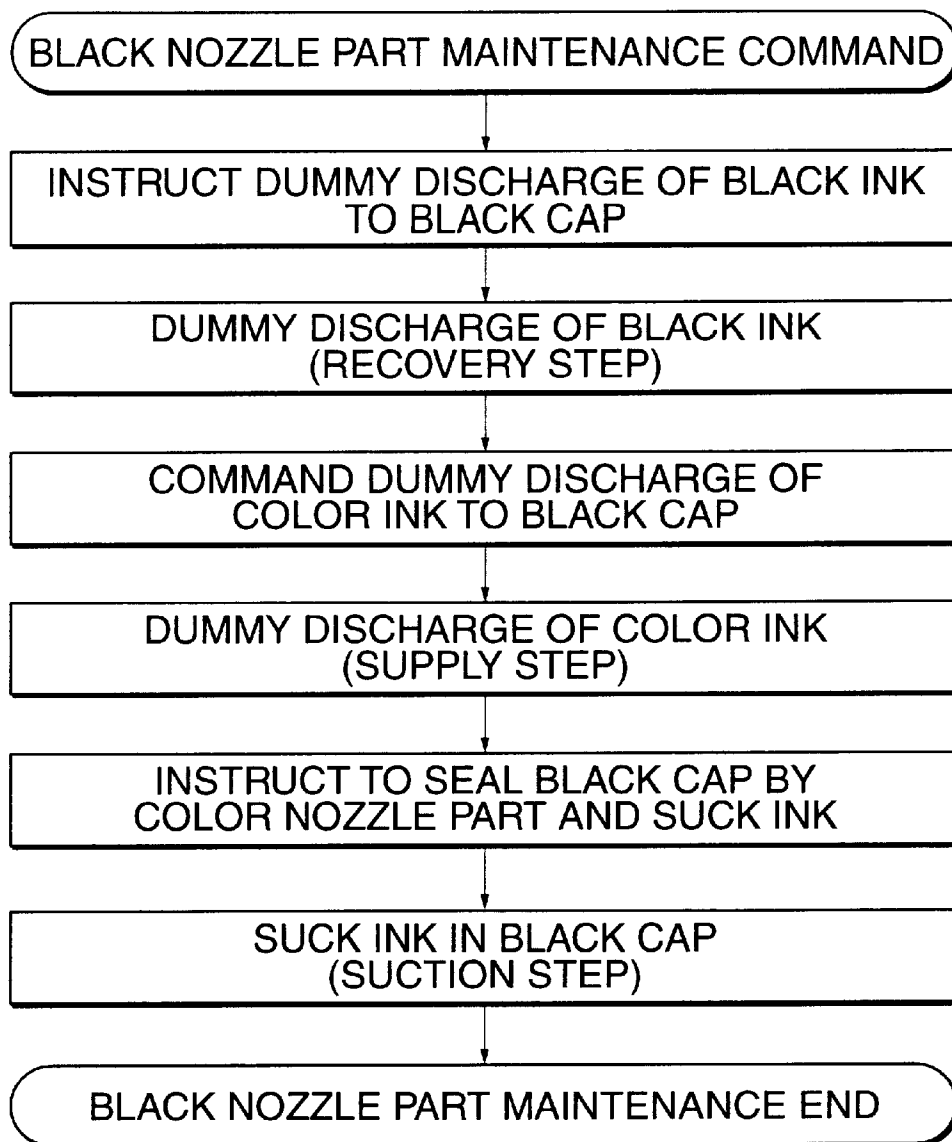 BLACK NOZZLE PART MAINTENANCE COMMAND
INSTRUCT DUMMY DISCHARGE OF BLACK INK
TO BLACK CAP
DUMMY DISCHARGE OF BLACK INK
(RECOVERY STEP)
COMMAND DUMMY DISCHARGE OF
COLOR INK TO BLACK CAP
DUMMY DISCHARGE OF COLOR INK
(SUPPLY STEP)
INSTRUCT TO SEAL BLACK CAP BY
COLOR NOZZLE PART AND SUCK INK
SUCK INK IN BLACK CAP
(SUCTION STEP)
BLACK NOZZLE PART MAINTENANCE END